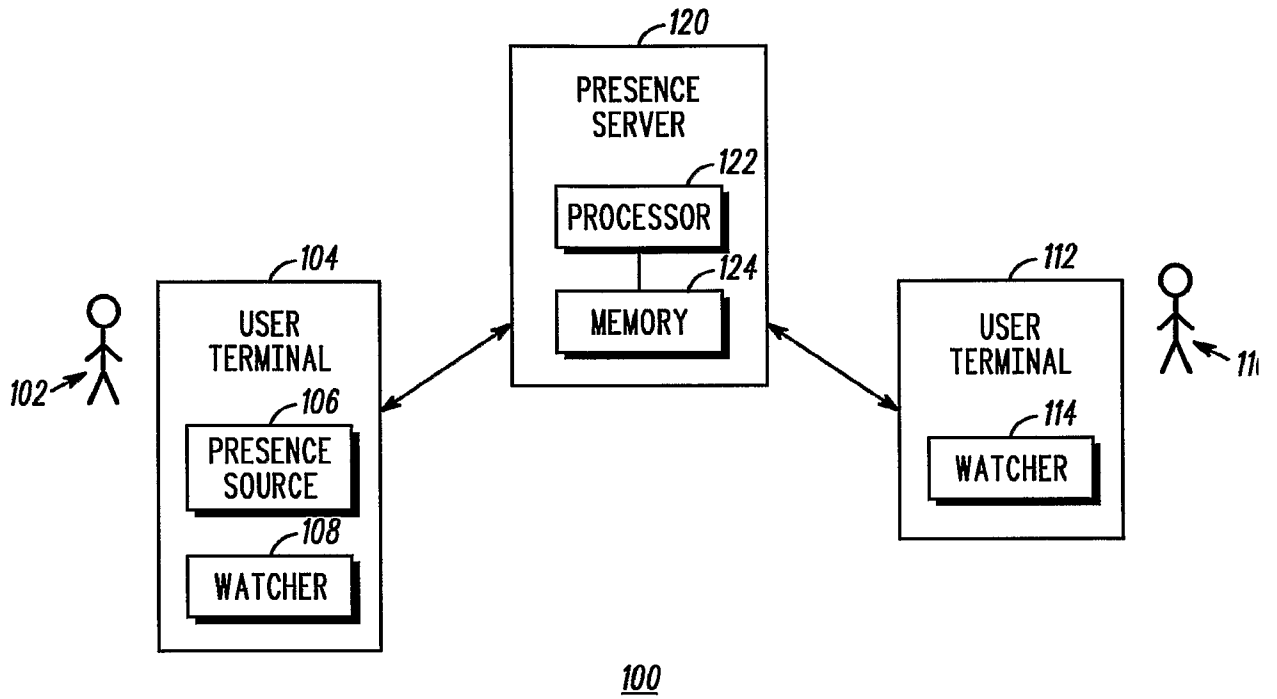 120
PRESENCE
SERVER
122
PROCESSOR
124
MEMORY
104
USER
TERMINAL
102
106
PRESENCE
SOURCE
108
WATCHER
112
USER
TERMINAL
114
WATCHER
100